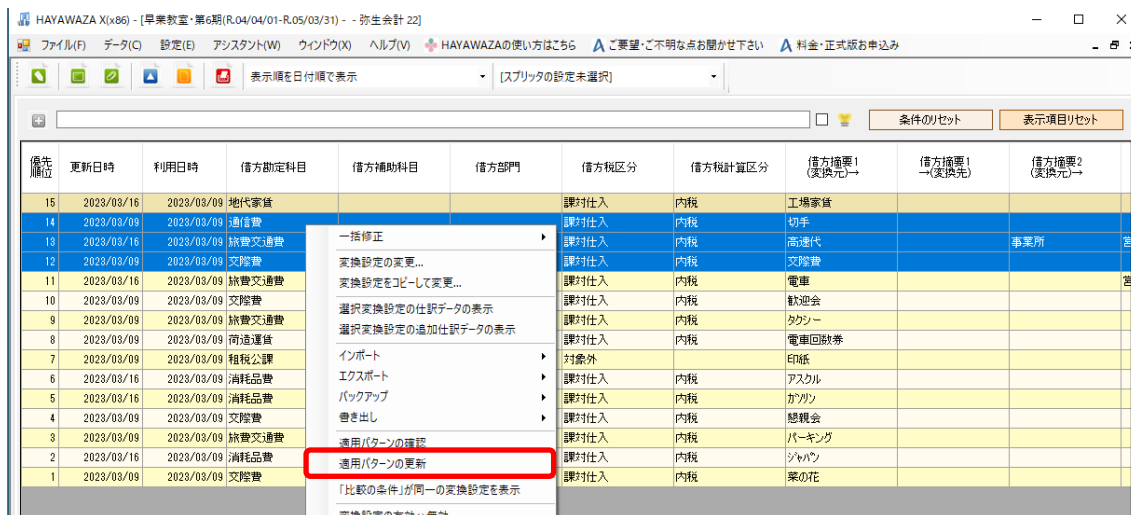 HAYAWAZA X(x86) - [早業教室・第6期(R.04/04/01-R.05/03/31) - - 弥生会計 22]
ファイル(F) データ(C) 設定(E) アシスタント(W) ウィンドウ(X) ヘルプ(V) HAYAWAZAの使い方はこちら ご要望・ご不明な点お聞かせ下さい 料金・正式版お申込み
表示順を日付順で表示 [スプリッタの設定未選択]
条件のリセット 表示項目リセット
優先順位 更新日時 利用日時 借方勘定科目 借方補助科目 借方部門 借方税区分 借方税計算区分 借方摘要1(変換元)→ 借方摘要1→(変換先) 借方摘要2(変換元)→
15 2023/03/16 2023/03/09 地代家賃 課対仕入 内税 工場家賃
14 2023/03/09 2023/03/09 通信費 課対仕入 内税 切手
13 2023/03/16 2023/03/09 旅費交通費 課対仕入 内税 高速代 事業所 営
12 2023/03/09 2023/03/09 交際費 課対仕入 内税 交際費
11 2023/03/16 2023/03/09 旅費交通費 課対仕入 内税 電車 営
10 2023/03/09 2023/03/09 交際費 課対仕入 内税 歓迎会
9 2023/03/09 2023/03/09 旅費交通費 課対仕入 内税 タクシー
8 2023/03/09 2023/03/09 荷造運賃 課対仕入 内税 電車回数券
7 2023/03/09 2023/03/09 租税公課 対象外 印紙
6 2023/03/16 2023/03/09 消耗品費 課対仕入 内税 アスクル
5 2023/03/16 2023/03/09 消耗品費 課対仕入 内税 ガソリン
4 2023/03/09 2023/03/09 交際費 課対仕入 内税 懇親会
3 2023/03/09 2023/03/09 旅費交通費 課対仕入 内税 パーキング
2 2023/03/16 2023/03/09 消耗品費 課対仕入 内税 ジャパン
1 2023/03/09 2023/03/09 交際費 課対仕入 内税 菜の花
一括修正
変換設定の変更...
変換設定をコピーして変更...
選択変換設定の仕訳データの表示
選択変換設定の追加仕訳データの表示
インポート
エクスポート
バックアップ
書き出し
適用パターンの確認
適用パターンの更新
「比較の条件」が同一の変換設定を表示